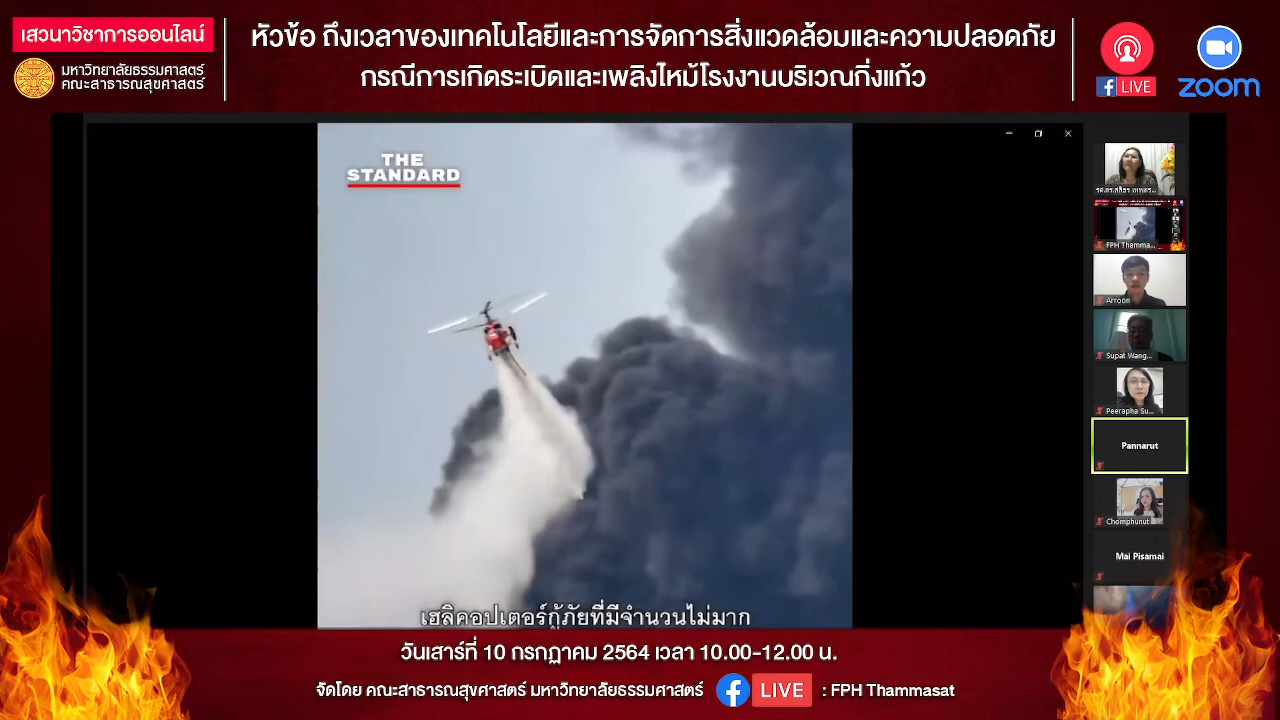 เสวนาวิชาการออนไลน์
มหาวิทยาลัยธรรมศาสตร์
คณะสาธารณสุขศาสตร์
หัวข้อ ถึงเวลาของเทคโนโลยีและการจัดการสิ่งแวดล้อมและความปลอดภัย
กรณีการเกิดระเบิดและเพลิงไหม้โรงงานบริเวณกิ่งแก้ว
LIVE
zoom
THE
STANDARD
เฮลิคอปเตอร์กู้ภัยที่มีจำนวนไม่มาก
FPH Thamma...
Arroon
Supat Wang...
Peerapha Su...
Pannarut
Chomphunut
Mai Pisamai
วันเสาร์ที่ 10 กรกฎาคม 2564 เวลา 10.00-12.00 น.
จัดโดย คณะสาธารณสุขศาสตร์ มหาวิทยาลัยธรรมศาสตร์ LIVE : FPH Thammasat